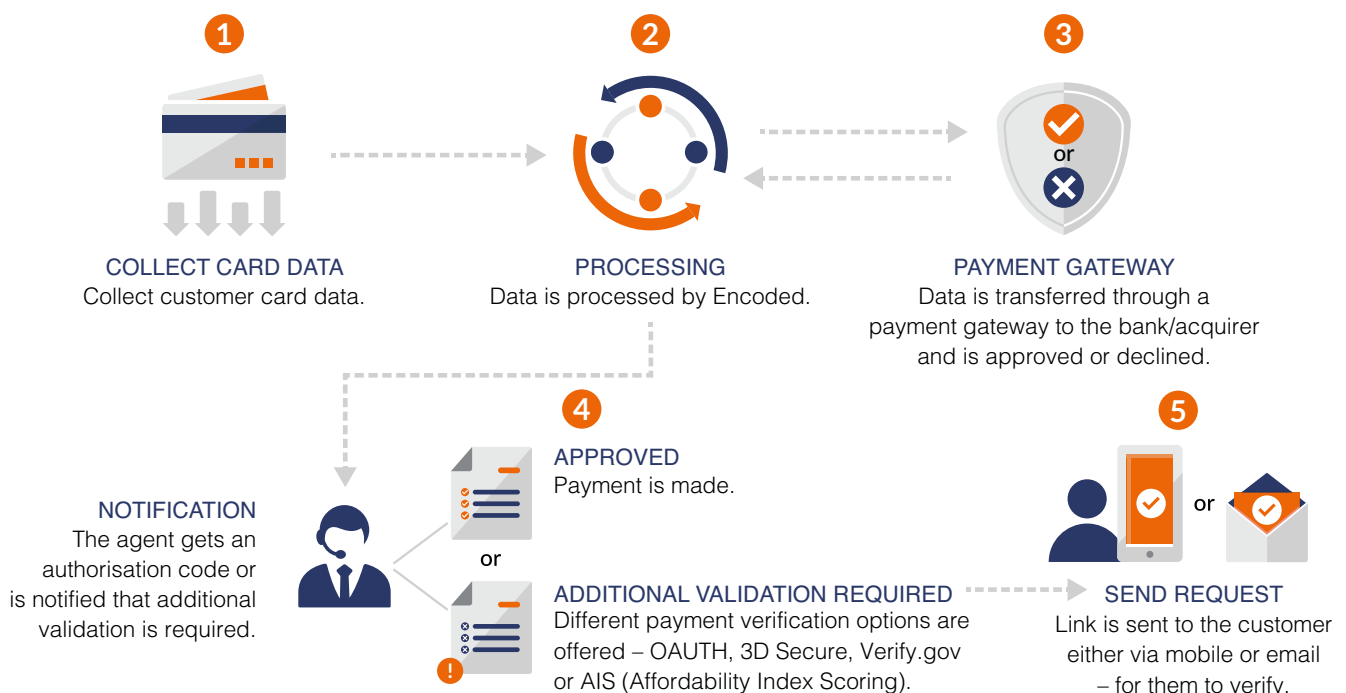 1
COLLECT CARD DATA
Collect customer card data.
2
PROCESSING
Data is processed by Encoded.
3
or
PAYMENT GATEWAY
Data is transferred through a
payment gateway to the bank/acquirer
and is approved or declined.
NOTIFICATION
The agent gets an
authorisation code or
is notified that additional
validation is required.
4
APPROVED
Payment is made.
or
!
ADDITIONAL VALIDATION REQUIRED
Different payment verification options are
offered – OAUTH, 3D Secure, Verify.gov
or AIS (Affordability Index Scoring).
5
or
SEND REQUEST
Link is sent to the customer
either via mobile or email
– for them to verify.